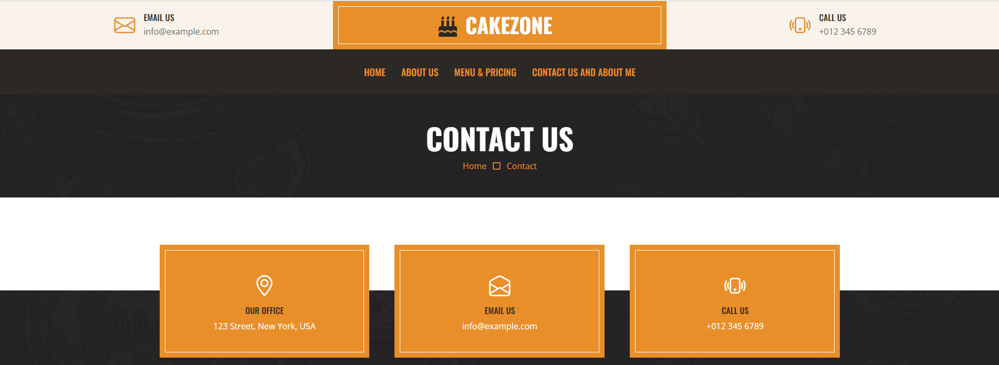 EMAIL US
info@example.com
CAKEZONE
CALL US
+012 345 6789
HOME ABOUT US MENU & PRICING CONTACT US AND ABOUT ME
CONTACT US
Home Contact
OUR OFFICE
123 Street, New York, USA
EMAIL US
info@example.com
CALL US
+012 345 6789